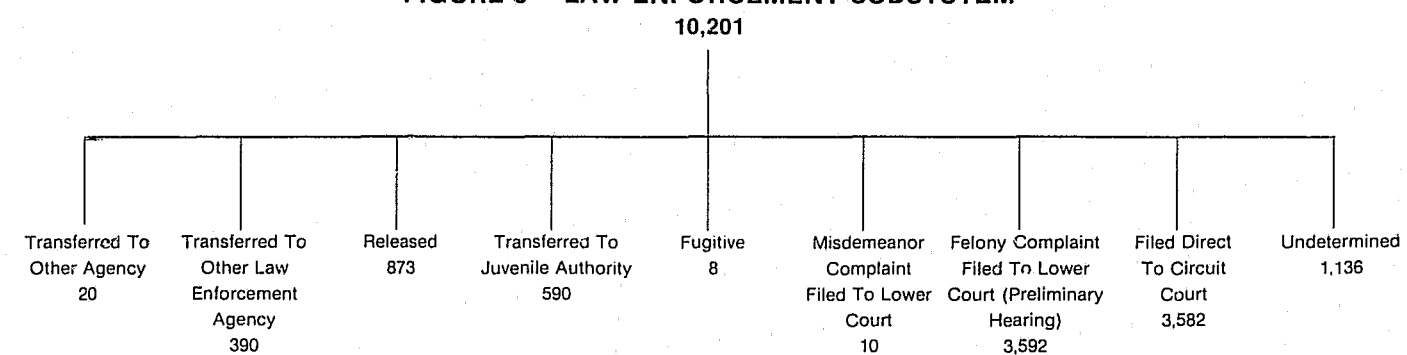 10,201
Transferred To
Other Agency
20
Transferred To
Other Law
Enforcement
Agency
390
Released
873
Transferred To
Juvenile Authority
590
Fugitive
8
Misdemeanor
Complaint
Filed To Lower
Court
10
Felony Complaint
Filed To Lower
Court (Preliminary
Hearing)
3,592
Filed Direct
To Circuit
Court
3,582
Undetermined
1,136